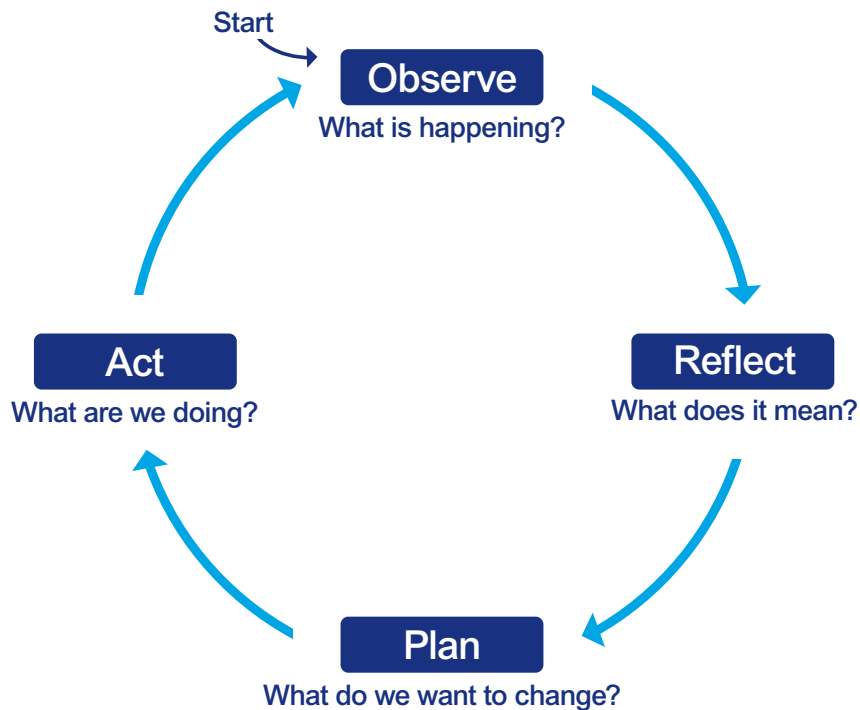 Start
Observe
What is happening?
Reflect
What does it mean?
Plan
What do we want to change?
Act
What are we doing?